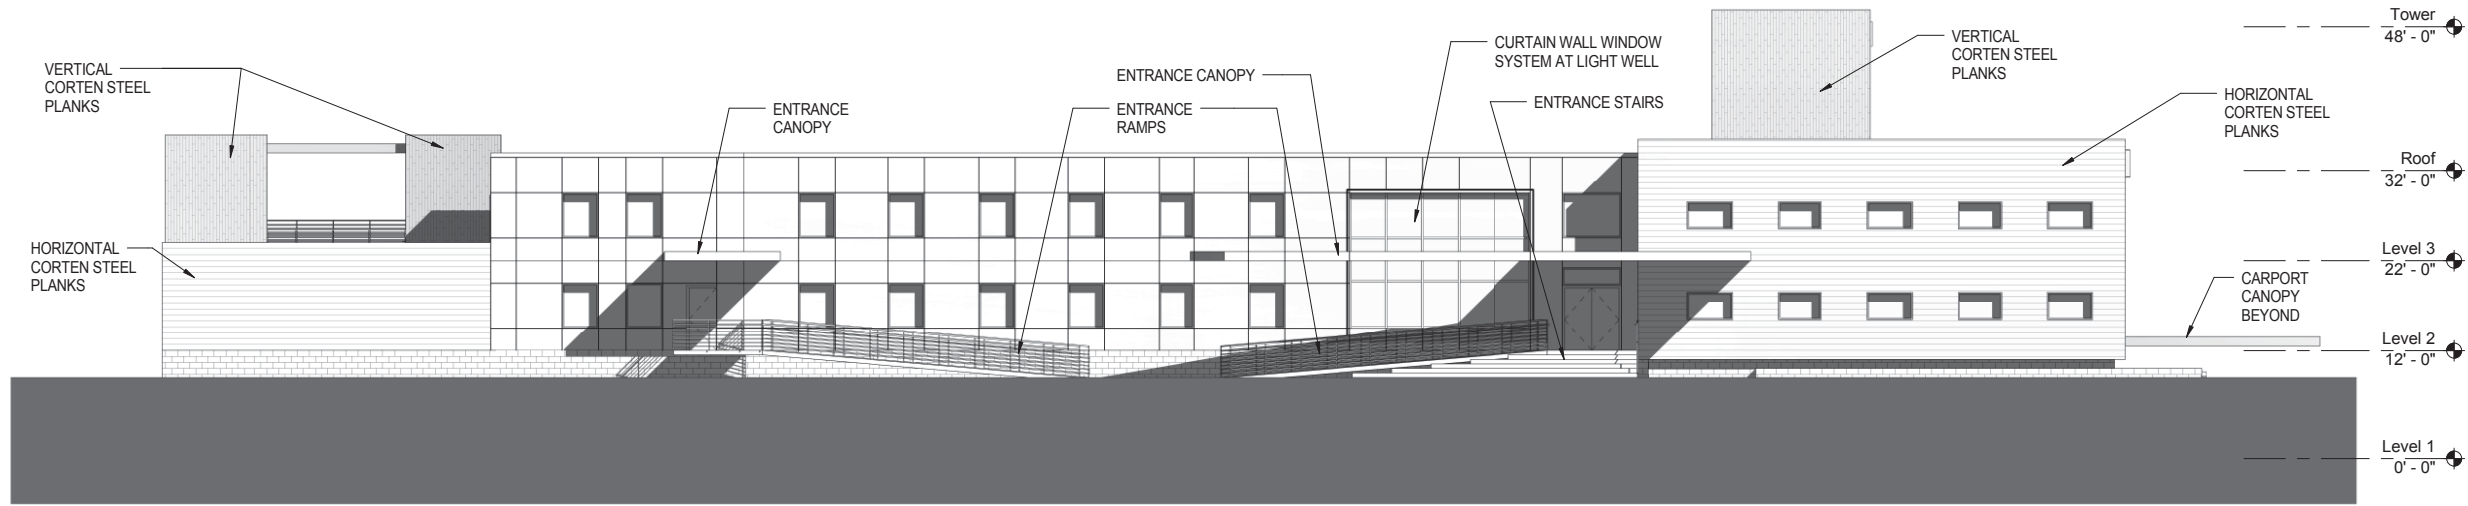 VERTICAL
CORTEN STEEL
PLANKS
HORIZONTAL
CORTEN STEEL
PLANKS
ENTRANCE
CANOPY
ENTRANCE CANOPY
ENTRANCE
RAMPS
CURTAIN WALL WINDOW
SYSTEM AT LIGHT WELL
ENTRANCE STAIRS
VERTICAL
CORTEN STEEL
PLANKS
HORIZONTAL
CORTEN STEEL
PLANKS
CARPORT
CANOPY
BEYOND
Tower
48' - 0"
Roof
32' - 0"
Level 3
22' - 0"
Level 2
12' - 0"
Level 1
0' - 0"